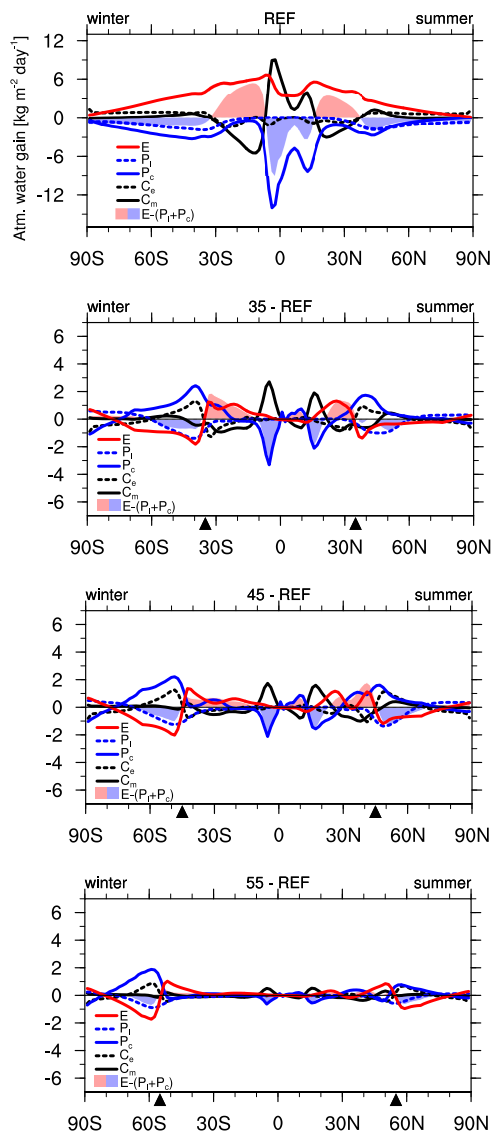 winter REF summer
Atm. water gain [kg m-2 day-1]
12
6
0
-6
-12
E
Pl
Pc
Ce
Cm
E-(Pl+Pc)
90S 60S 30S 0 30N 60N 90N
winter 35 - REF summer
6
4
2
0
-2
-4
-6
E
Pl
Pc
Ce
Cm
E-(Pl+Pc)
90S 60S 30S 0 30N 60N 90N
winter 45 - REF summer
6
4
2
0
-2
-4
-6
E
Pl
Pc
Ce
Cm
E-(Pl+Pc)
90S 60S 30S 0 30N 60N 90N
winter 55 - REF summer
6
4
2
0
-2
-4
-6
E
Pl
Pc
Ce
Cm
E-(Pl+Pc)
90S 60S 30S 0 30N 60N 90N